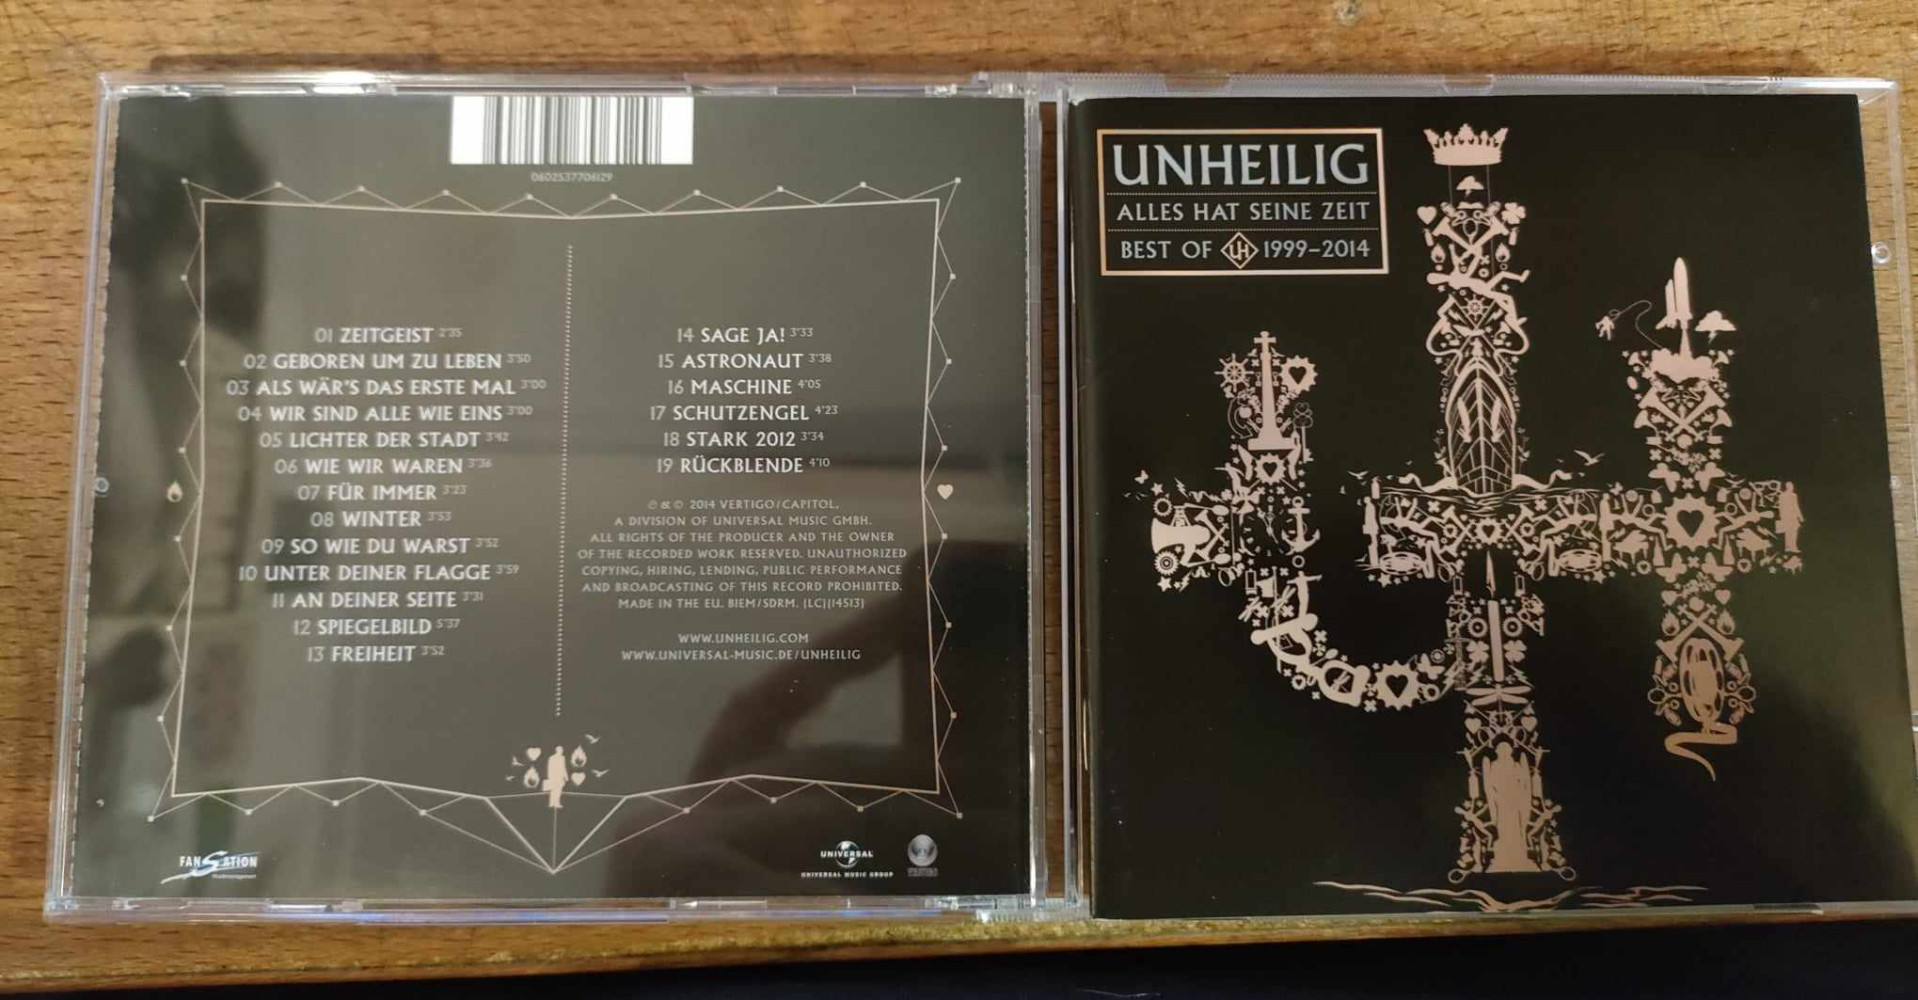 0602537706129
01 ZEITGEIST 2'35
02 GEBOREN UM ZU LEBEN 3'50
03 ALS WÄR'S DAS ERSTE MAL 3'00
04 WIR SIND ALLE WIE EINS 3'00
05 LICHTER DER STADT 3'42
06 WIE WIR WAREN 3'36
07 FÜR IMMER 3'23
08 WINTER 3'53
09 SO WIE DU WARST 3'52
10 UNTER DEINER FLAGGE 3'59
11 AN DEINER SEITE 3'31
12 SPIEGELBILD 5'37
13 FREIHEIT 3'52
14 SAGE JA! 3'33
15 ASTRONAUT 3'38
16 MASCHINE 4'05
17 SCHUTZENGEL 4'23
18 STARK 2012 3'34
19 RÜCKBLENDE 4'10
℗ & © 2014 VERTIGO/CAPITOL,
A DIVISION OF UNIVERSAL MUSIC GMBH.
ALL RIGHTS OF THE PRODUCER AND THE OWNER
OF THE RECORDED WORK RESERVED. UNAUTHORIZED
COPYING, HIRING, LENDING, PUBLIC PERFORMANCE
AND BROADCASTING OF THIS RECORD PROHIBITED.
MADE IN THE EU. BIEM/SDRM. (LC)(14513)
WWW.UNHEILIG.COM
WWW.UNIVERSAL-MUSIC.DE/UNHEILIG
FANSATION
UNIVERSAL
UNIVERSAL MUSIC GROUP
UNHEILIG
ALLES HAT SEINE ZEIT
BEST OF UH 1999–2014